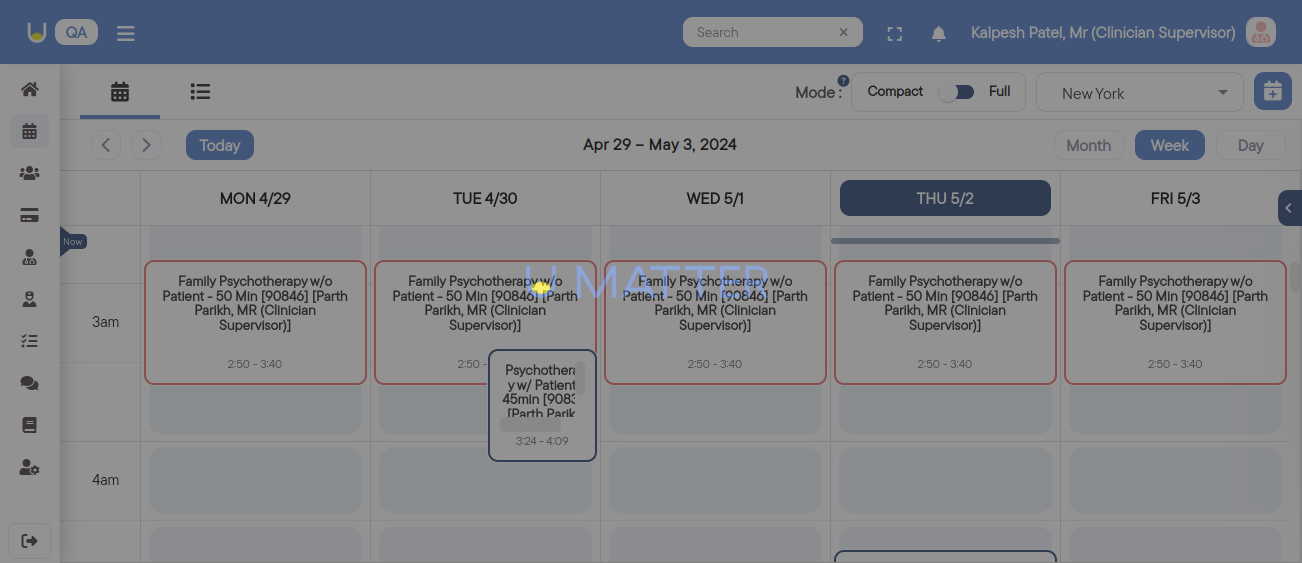 U QA
Search
Kalpesh Patel, Mr (Clinician Supervisor)
Mode :
?
Compact
Full
New York
Today
Apr 29 – May 3, 2024
Month
Week
Day
MON 4/29
TUE 4/30
WED 5/1
THU 5/2
FRI 5/3
Now
Family Psychotherapy w/o
Patient - 50 Min [90846] [Parth
Parikh, MR (Clinician
Supervisor)]
2:50 - 3:40
Family Psychotherapy w/o
Patient - 50 Min [90846] [Parth
Parikh, MR (Clinician
Supervisor)]
2:50 -
Psychothera
y w/ Patient
45min [9083
[Parth Parik
3:24 - 4:09
Family Psychotherapy w/o
Patient - 50 Min [90846] [Parth
Parikh, MR (Clinician
Supervisor)]
2:50 - 3:40
Family Psychotherapy w/o
Patient - 50 Min [90846] [Parth
Parikh, MR (Clinician
Supervisor)]
2:50 - 3:40
Family Psychotherapy w/o
Patient - 50 Min [90846] [Parth
Parikh, MR (Clinician
Supervisor)]
2:50 - 3:40
U MATTER
3am
4am